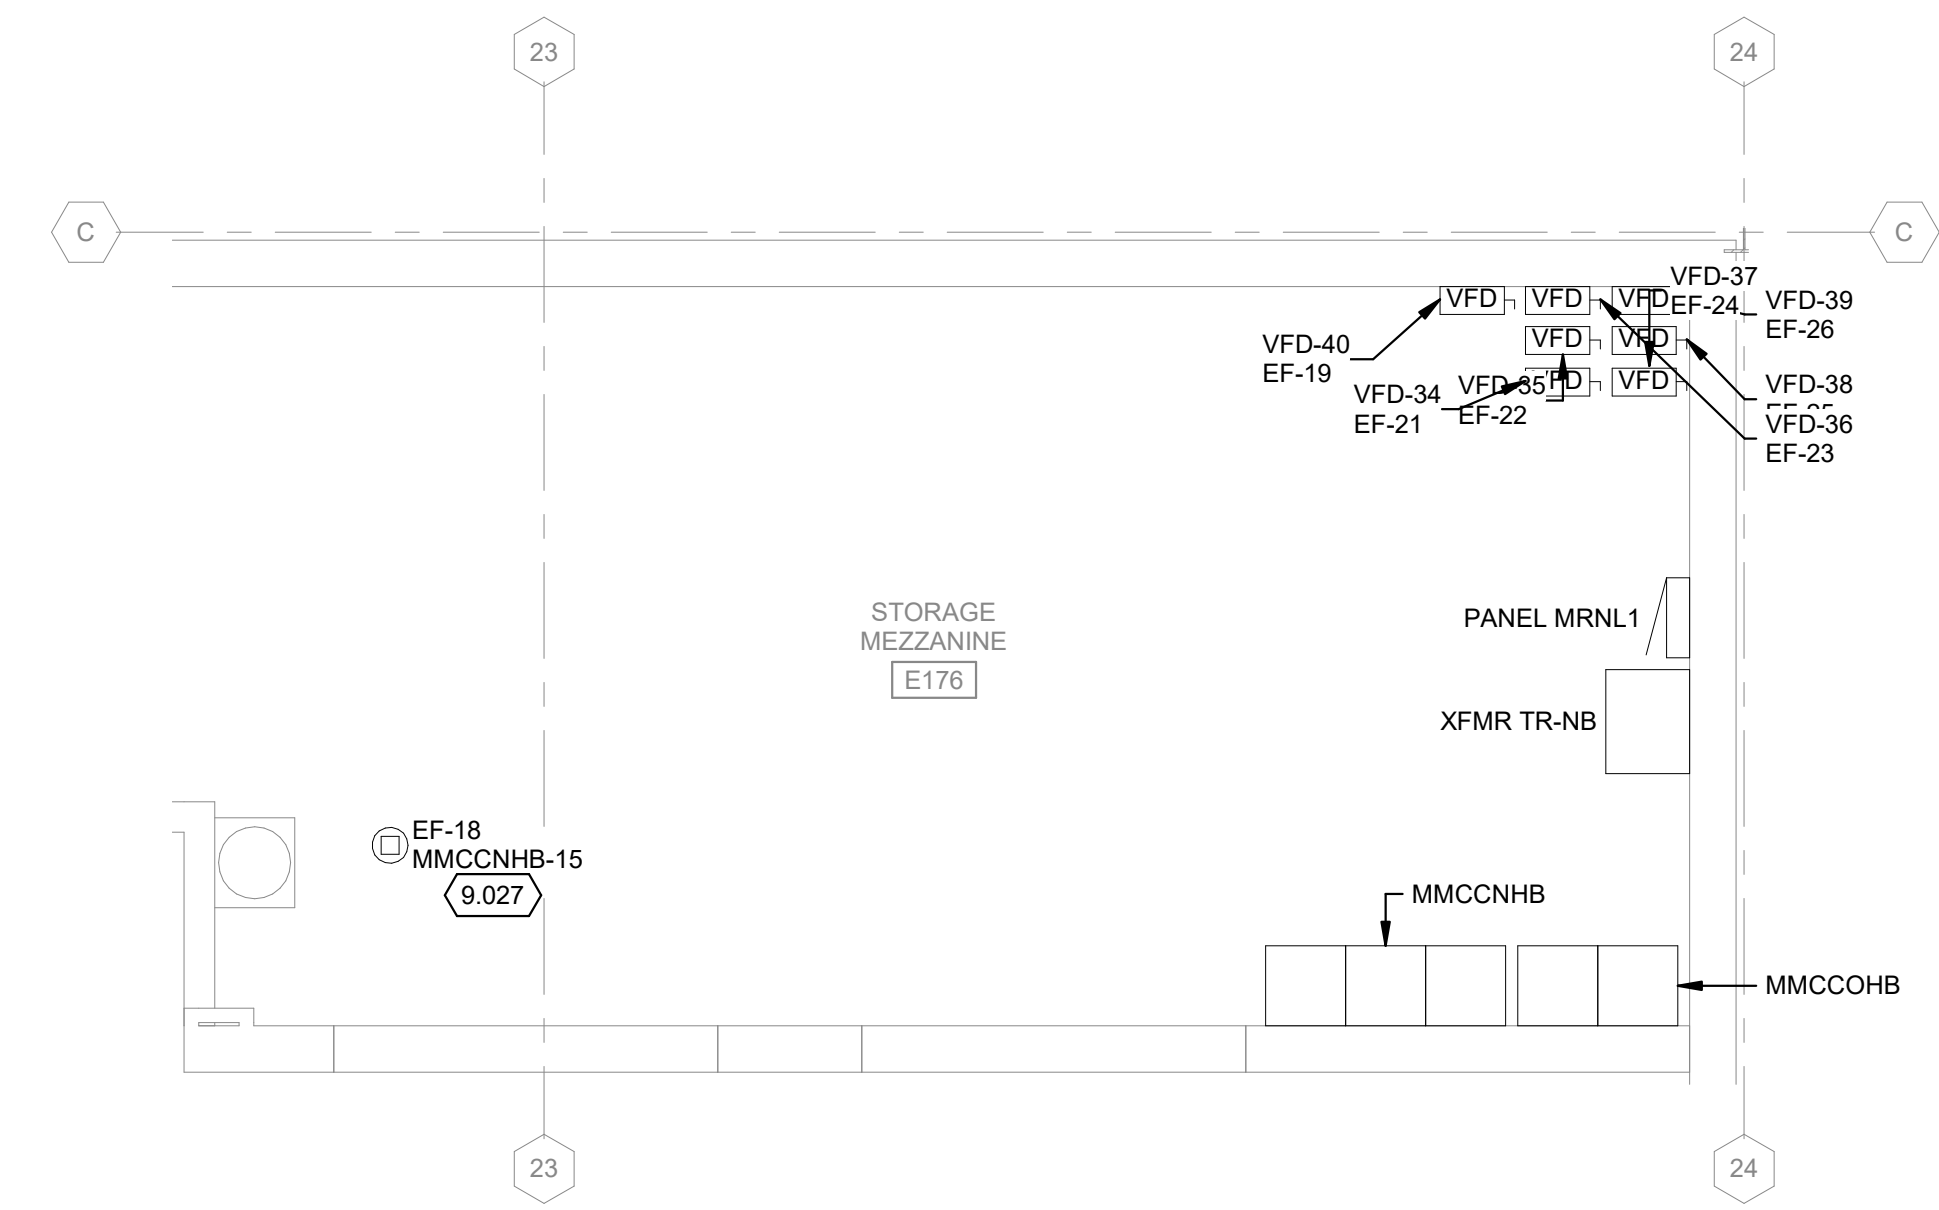 23
24
C
C
VFD
VFD
VFD
VFD-37
EF-24
VFD-39
EF-26
VFD-40
EF-19
VFD
VFD
VFD
VFD-34
EF-21
VFD-35
EF-22
VFD-38
VFD-36
EF-23
PANEL MRNL1
STORAGE
MEZZANINE
E176
XFMR TR-NB
EF-18
MMCCNHB-15
9.027
MMCCNHB
MMCCOHB
23
24